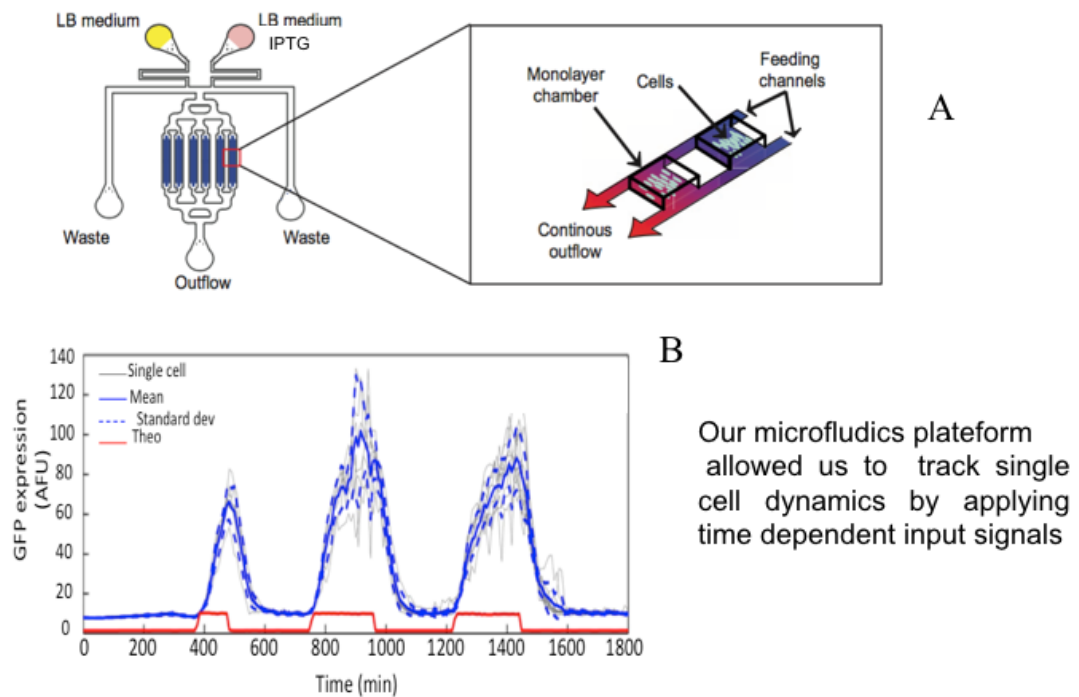 LB medium
LB medium
IPTG
Waste
Waste
Outflow
Monolayer
chamber
Cells
Feeding
channels
Continous
outflow
A
B
140
120
100
80
60
40
20
10
0
GFP expression
(AFU)
Single cell
Mean
Standard dev
Theo
0 200 400 600 800 1000 1200 1400 1600 1800
Time (min)
Our microfludics plateform
allowed us to track single
cell dynamics by applying
time dependent input signals